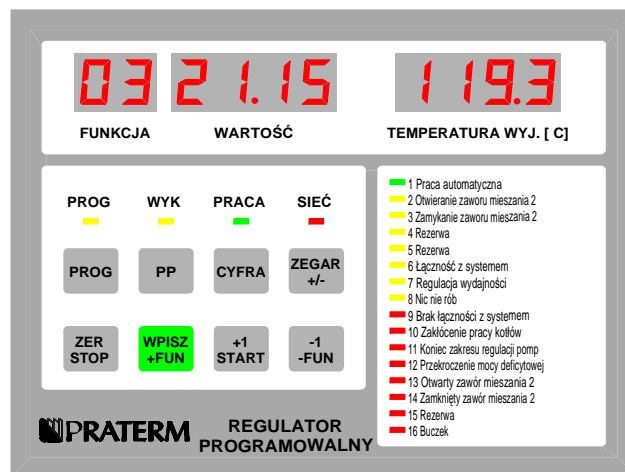 03 21.15 119.3
FUNKCJA WARTOŚĆ TEMPERATURA WYJ. [ C]
PROG WYK PRACA SIEĆ
PROG PP CYFRA ZEGAR +/-
ZER STOP WPISZ +FUN +1 START -1 -FUN
PRATERM REGULATOR PROGRAMOWALNY
1 Praca automatyczna
2 Otwieranie zaworu mieszania 2
3 Zamykanie zaworu mieszania 2
4 Rezerwa
5 Rezerwa
6 Łączność z systemem
7 Regulacja wydajności
8 Nic nie rób
9 Brak łączności z systemem
10 Zakłócenie pracy kotłów
11 Koniec zakresu regulacji pomp
12 Przekroczenie mocy deficytowej
13 Otwarty zawór mieszania 2
14 Zamknięty zawór mieszania 2
15 Rezerwa
16 Buczek